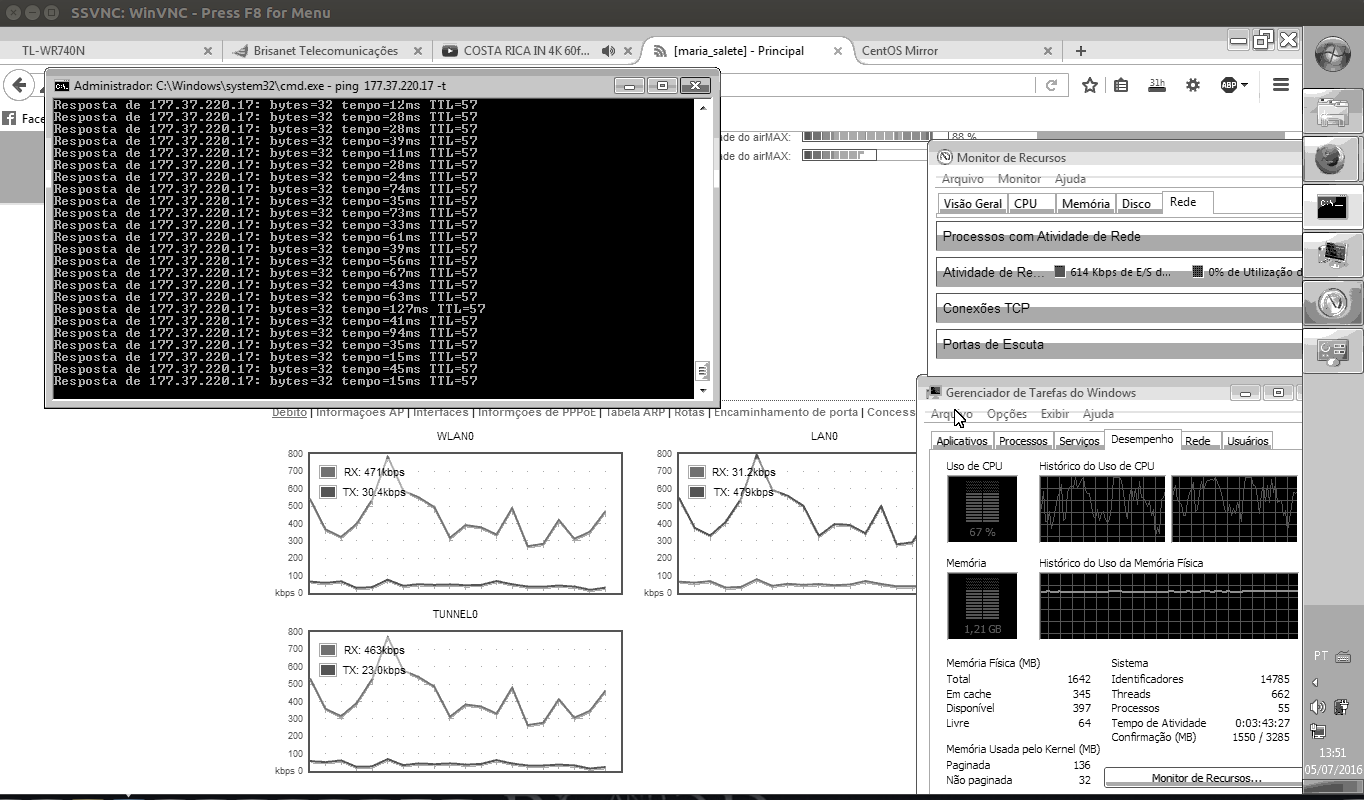 SSVNC: WinVNC - Press F8 for Menu
TL-WR740N
Brisanet Telecomunicações
COSTA RICA IN 4K 60f...
[maria_salete] - Principal
CentOS Mirror
31h
ABP
Face
Administrador: C:\Windows\system32\cmd.exe - ping 177.37.220.17 -t
C:\
Resposta de 177.37.220.17: bytes=32 tempo=12ms TTL=57
Resposta de 177.37.220.17: bytes=32 tempo=28ms TTL=57
Resposta de 177.37.220.17: bytes=32 tempo=28ms TTL=57
Resposta de 177.37.220.17: bytes=32 tempo=39ms TTL=57
Resposta de 177.37.220.17: bytes=32 tempo=11ms TTL=57
Resposta de 177.37.220.17: bytes=32 tempo=28ms TTL=57
Resposta de 177.37.220.17: bytes=32 tempo=24ms TTL=57
Resposta de 177.37.220.17: bytes=32 tempo=74ms TTL=57
Resposta de 177.37.220.17: bytes=32 tempo=35ms TTL=57
Resposta de 177.37.220.17: bytes=32 tempo=73ms TTL=57
Resposta de 177.37.220.17: bytes=32 tempo=33ms TTL=57
Resposta de 177.37.220.17: bytes=32 tempo=61ms TTL=57
Resposta de 177.37.220.17: bytes=32 tempo=39ms TTL=57
Resposta de 177.37.220.17: bytes=32 tempo=56ms TTL=57
Resposta de 177.37.220.17: bytes=32 tempo=67ms TTL=57
Resposta de 177.37.220.17: bytes=32 tempo=43ms TTL=57
Resposta de 177.37.220.17: bytes=32 tempo=63ms TTL=57
Resposta de 177.37.220.17: bytes=32 tempo=127ms TTL=57
Resposta de 177.37.220.17: bytes=32 tempo=41ms TTL=57
Resposta de 177.37.220.17: bytes=32 tempo=94ms TTL=57
Resposta de 177.37.220.17: bytes=32 tempo=35ms TTL=57
Resposta de 177.37.220.17: bytes=32 tempo=15ms TTL=57
Resposta de 177.37.220.17: bytes=32 tempo=45ms TTL=57
Resposta de 177.37.220.17: bytes=32 tempo=15ms TTL=57
ade do airMAX: 88 %
ade do airMAX:
Monitor de Recursos
Arquivo Monitor Ajuda
Visão Geral CPU Memória Disco Rede
Processos com Atividade de Rede
Atividade de Re... 614 Kbps de E/S d... 0% de Utilização d
Conexões TCP
Portas de Escuta
Débito | Informações AP | Interfaces | Informções de PPPoE | Tabela ARP | Rotas | Encaminhamento de porta | Concess
WLAN0
800
700
600
500
400
300
200
100
kbps 0
RX: 471kbps
TX: 30.4kbps
LAN0
800
700
600
500
400
300
200
100
kbps 0
RX: 31.2kbps
TX: 479kbps
TUNNEL0
800
700
600
500
400
300
200
100
kbps 0
RX: 463kbps
TX: 23.0kbps
Gerenciador de Tarefas do Windows
Arquivo Opções Exibir Ajuda
Aplicativos Processos Serviços Desempenho Rede Usuários
Uso de CPU Histórico do Uso de CPU
67 %
Memória Histórico do Uso da Memória Física
1,21 GB
Memória Física (MB)
Total 1642
Em cache 345
Disponível 397
Livre 64
Memória Usada pelo Kernel (MB)
Paginada 136
Não paginada 32
Sistema
Identificadores 14785
Threads 662
Processos 55
Tempo de Atividade 0:03:43:27
Confirmação (MB) 1550 / 3285
Monitor de Recursos...
PT
13:51
05/07/2016